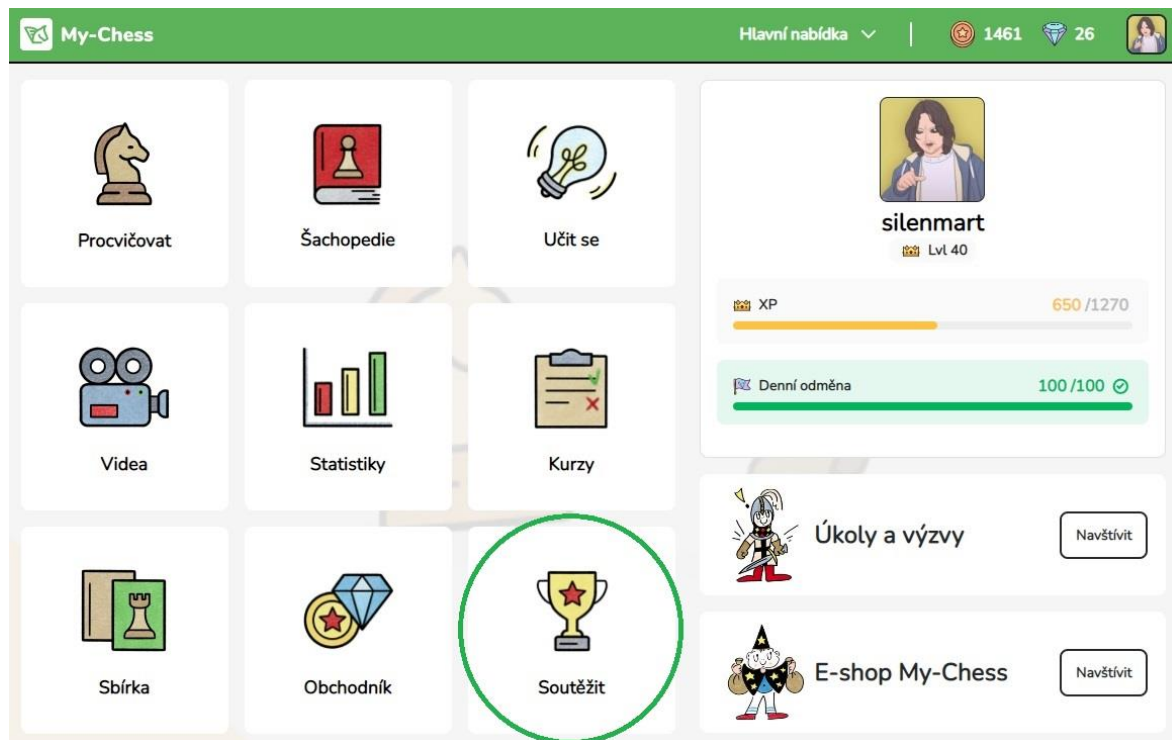 My-Chess
Hlavní nabídka
1461
26
Procvičovat
Šachopedie
Učit se
silenmart
Lvl 40
XP
650 /1270
Denní odměna
100 /100
Videa
Statistiky
Kurzy
Úkoly a výzvy
Navštívit
Sbírka
Obchodník
Soutěžit
E-shop My-Chess
Navštívit